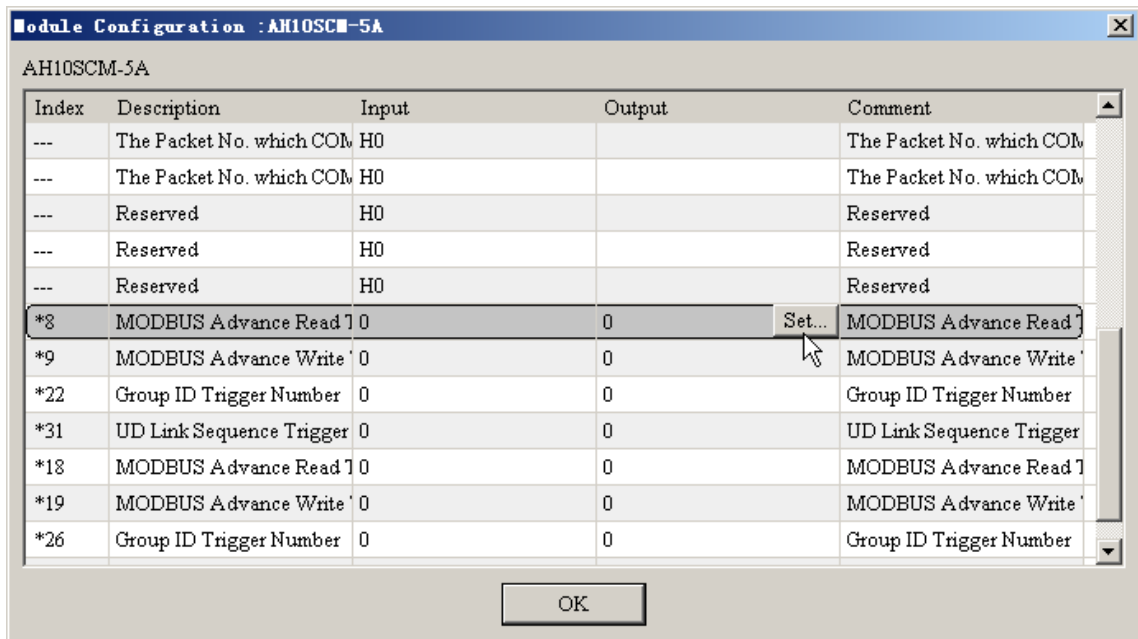 Module Configuration :AH10SCM-5A
AH10SCM-5A
Index Description Input Output Comment
--- The Packet No. which COM H0 The Packet No. which COM
--- The Packet No. which COM H0 The Packet No. which COM
--- Reserved H0 Reserved
--- Reserved H0 Reserved
--- Reserved H0 Reserved
*8 MODBUS Advance Read T 0 0 Set... MODBUS Advance Read T
*9 MODBUS Advance Write 0 0 MODBUS Advance Write
*22 Group ID Trigger Number 0 0 Group ID Trigger Number
*31 UD Link Sequence Trigger 0 0 UD Link Sequence Trigger
*18 MODBUS Advance Read T 0 0 MODBUS Advance Read T
*19 MODBUS Advance Write 0 0 MODBUS Advance Write
*26 Group ID Trigger Number 0 0 Group ID Trigger Number
OK